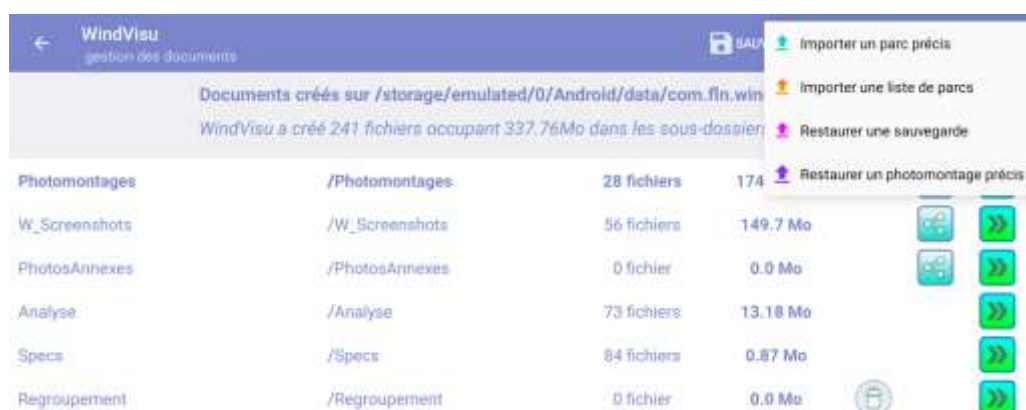 WindVisu
gestion des documents
SAU
Importer un parc précis
Importer une liste de parcs
Restaurer une sauvegarde
Restaurer un photomontage précis
Documents créés sur /storage/emulated/0/Android/data/com.fln.win
WindVisu a créé 241 fichiers occupant 337.76Mo dans les sous-dossier
Photomontages /Photomontages 28 fichiers 174
W_Screenshots /W_Screenshots 56 fichiers 149.7 Mo
PhotosAnnexes /PhotosAnnexes 0 fichier 0.0 Mo
Analyse /Analyse 73 fichiers 13.18 Mo
Specs /Specs 84 fichiers 0.87 Mo
Regroupement /Regroupement 0 fichier 0.0 Mo